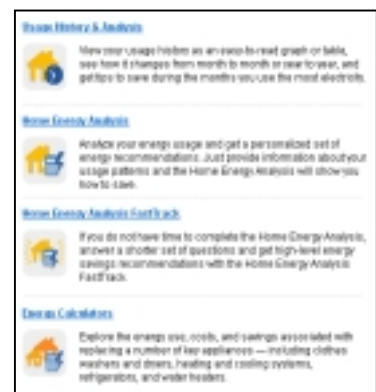 Usage History & Analysis
View your usage history as an easy-to-read graph or table,
see how it changes from month to month or year to year, and
get tips to save during the months you use the most electricity.
Home Energy Analysis
Analyze your energy usage and get a personalized set of
energy recommendations. Just provide information about your
usage patterns and the Home Energy Analysis will show you
how to save.
Home Energy Analysis FastTrack
If you do not have time to complete the Home Energy Analysis,
answer a shorter set of questions and get high-level energy
savings recommendations with the Home Energy Analysis
FastTrack.
Energy Calculators
Explore the energy use, costs, and savings associated with
replacing a number of key appliances — including clothes
washers and dryers, heating and cooling systems,
refrigerators, and water heaters.